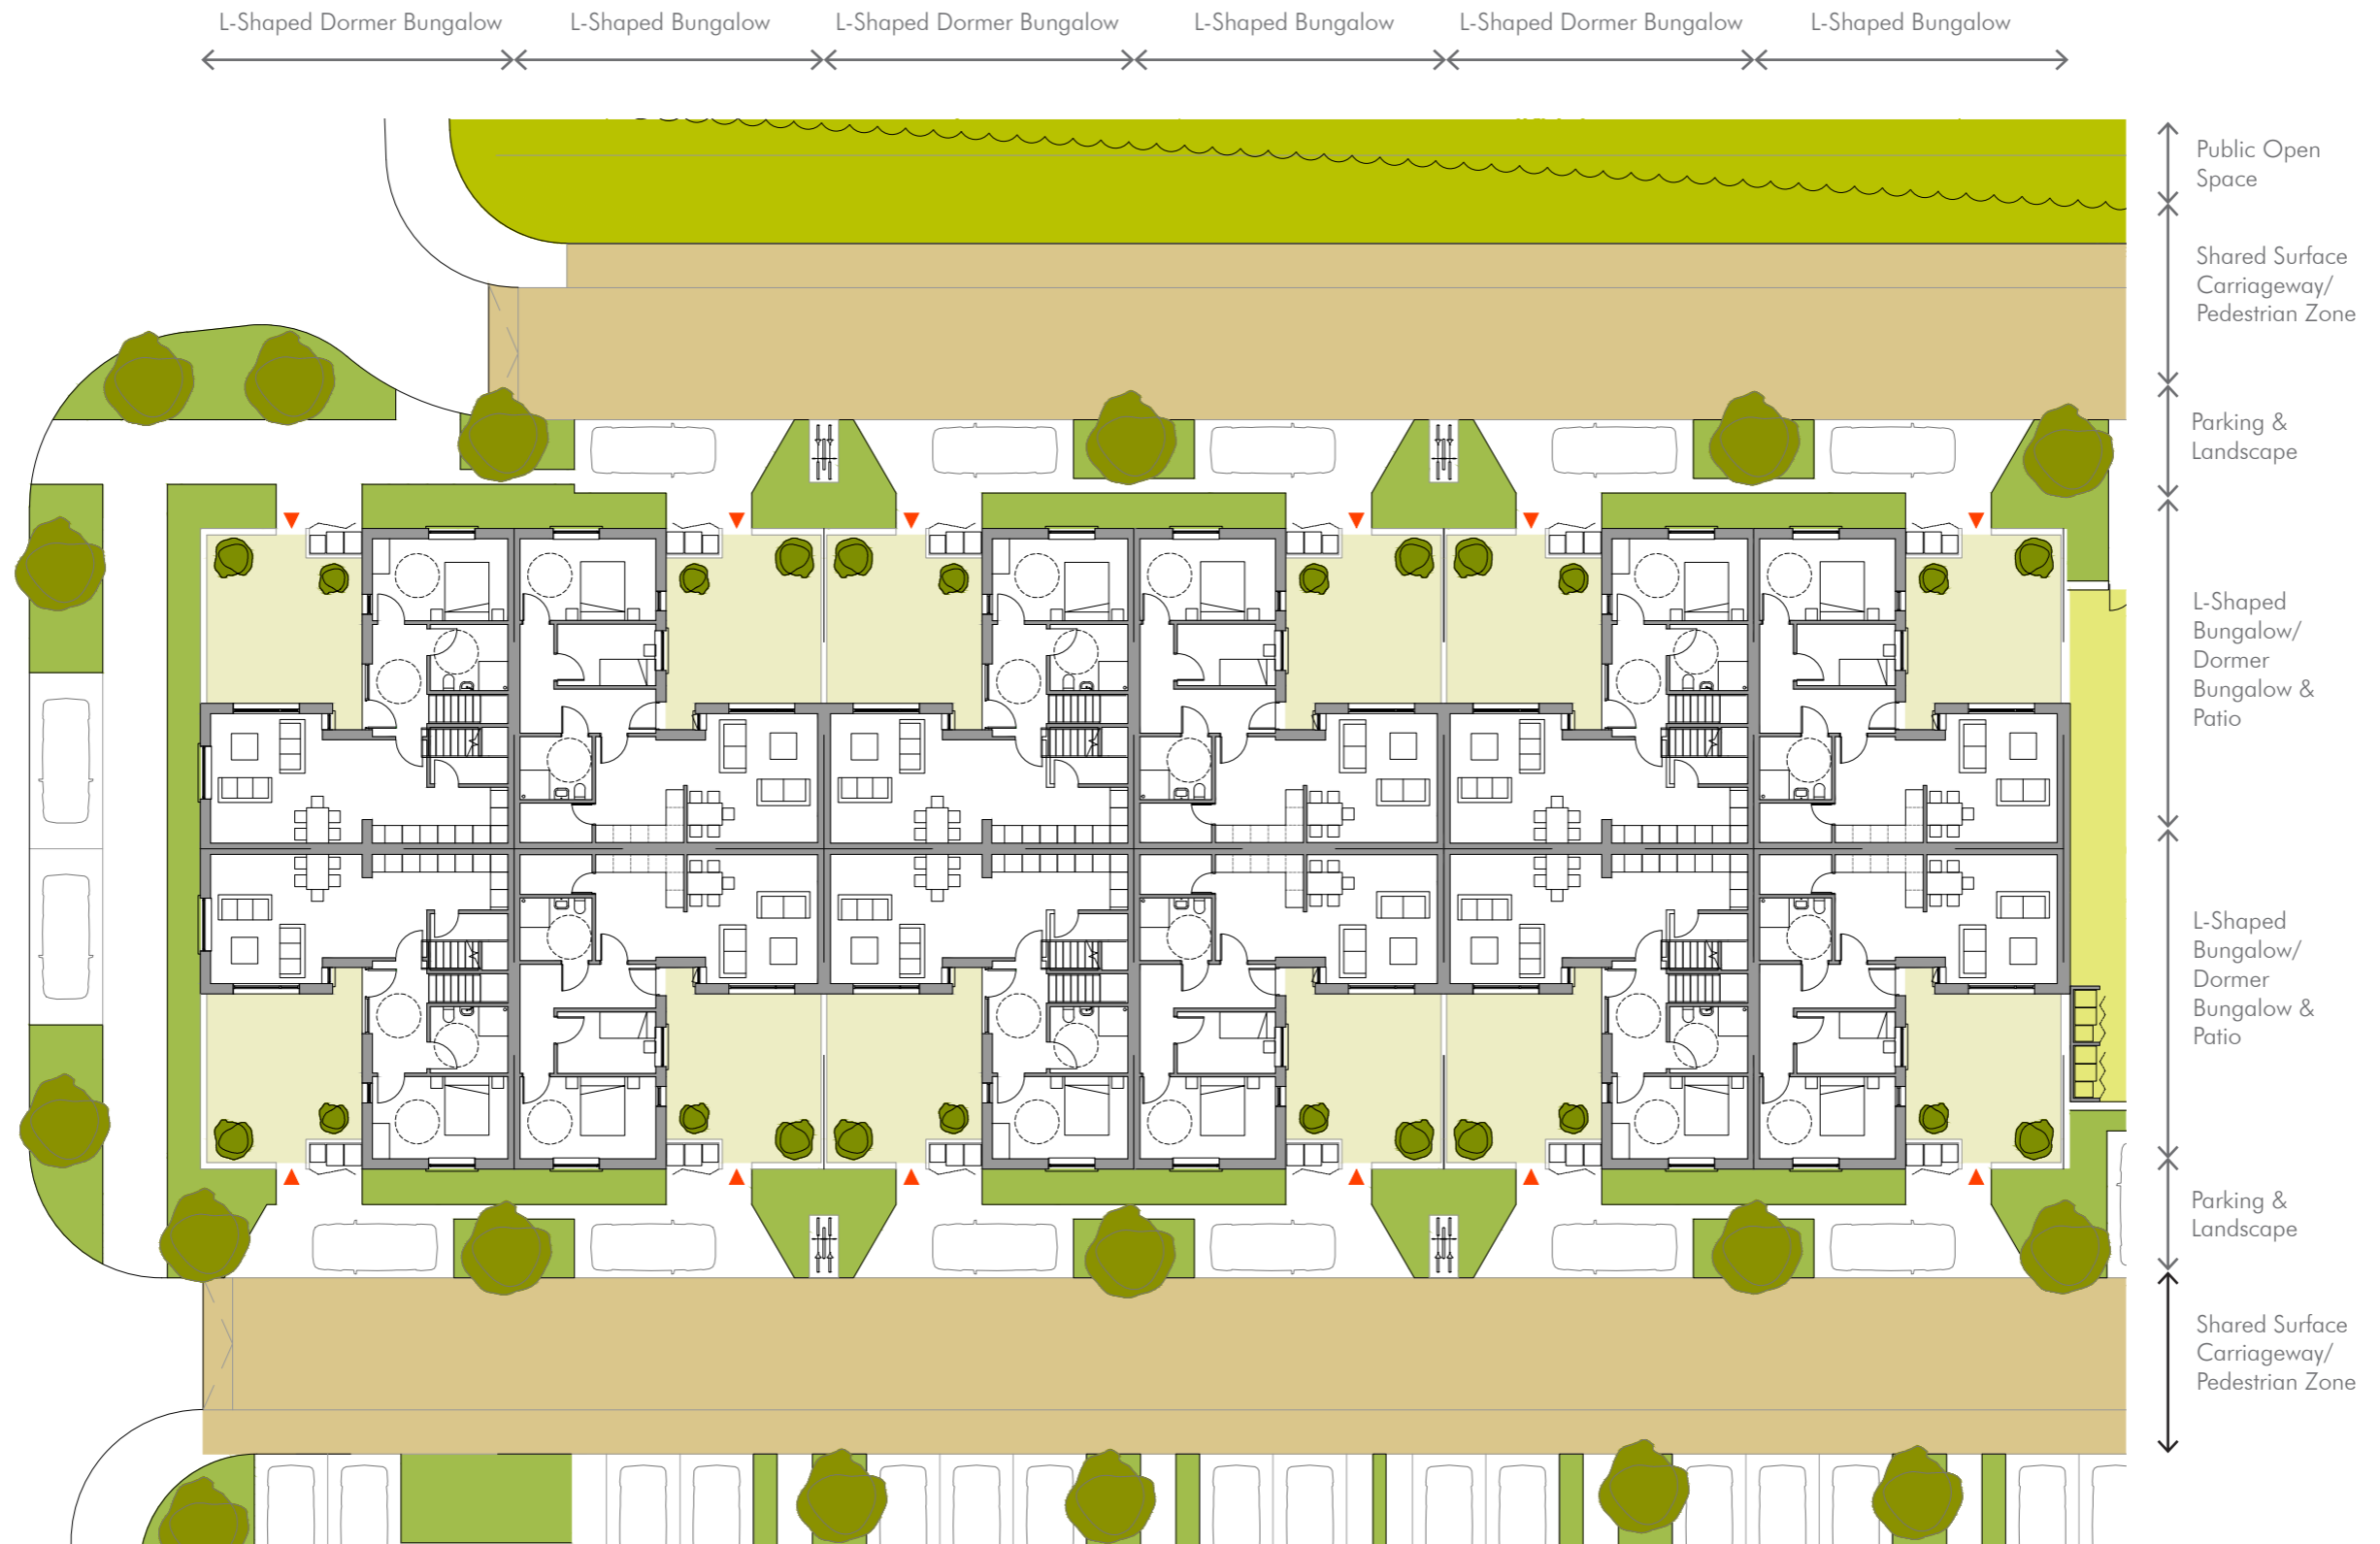 L-Shaped Dormer Bungalow
L-Shaped Bungalow
L-Shaped Dormer Bungalow
L-Shaped Bungalow
L-Shaped Dormer Bungalow
L-Shaped Bungalow
Public Open
Space
Shared Surface
Carriageway/
Pedestrian Zone
Parking &
Landscape
L-Shaped
Bungalow/
Dormer
Bungalow &
Patio
L-Shaped
Bungalow/
Dormer
Bungalow &
Patio
Parking &
Landscape
Shared Surface
Carriageway/
Pedestrian Zone